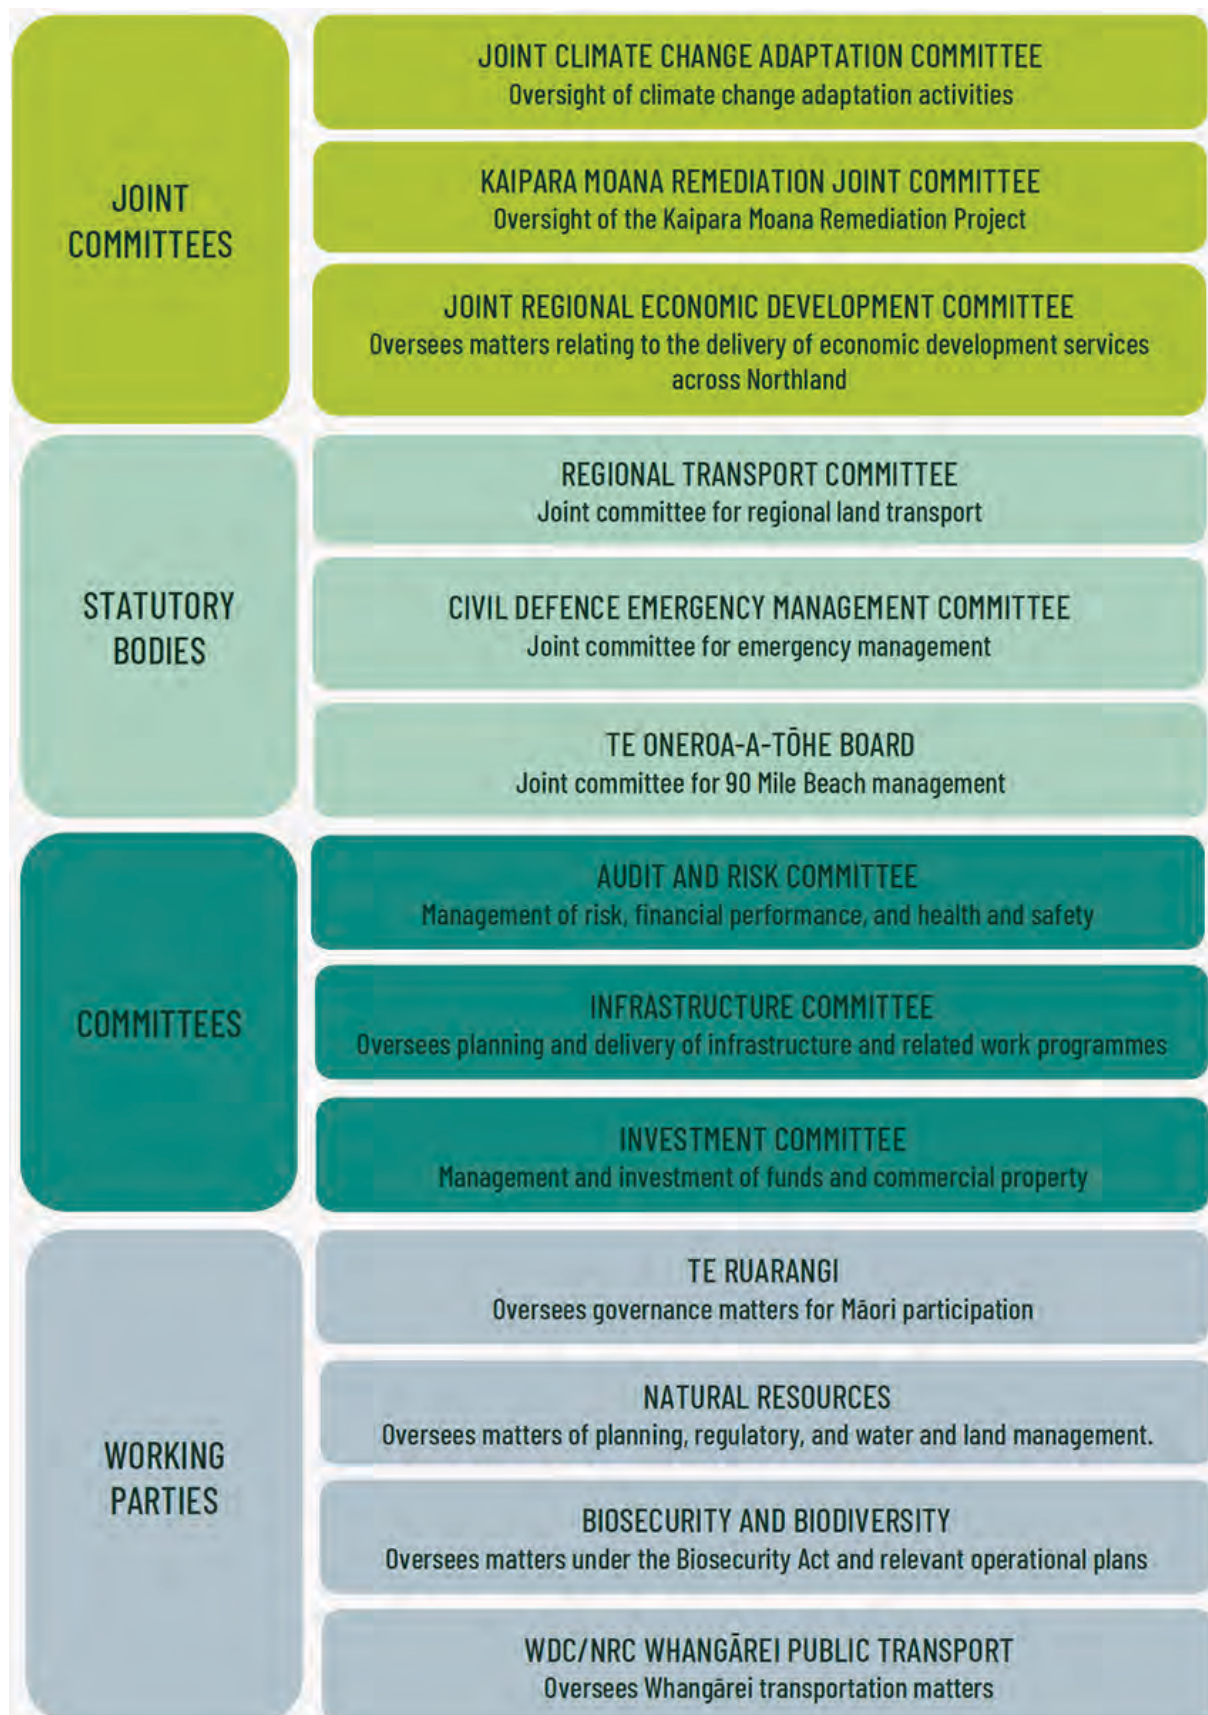 JOINT
COMMITTEES
JOINT CLIMATE CHANGE ADAPTATION COMMITTEE
Oversight of climate change adaptation activities
KAIPARA MOANA REMEDIATION JOINT COMMITTEE
Oversight of the Kaipara Moana Remediation Project
JOINT REGIONAL ECONOMIC DEVELOPMENT COMMITTEE
Oversees matters relating to the delivery of economic development services
across Northland
STATUTORY
BODIES
REGIONAL TRANSPORT COMMITTEE
Joint committee for regional land transport
CIVIL DEFENCE EMERGENCY MANAGEMENT COMMITTEE
Joint committee for emergency management
TE ONEROA-A-TŌHE BOARD
Joint committee for 90 Mile Beach management
COMMITTEES
AUDIT AND RISK COMMITTEE
Management of risk, financial performance, and health and safety
INFRASTRUCTURE COMMITTEE
Oversees planning and delivery of infrastructure and related work programmes
INVESTMENT COMMITTEE
Management and investment of funds and commercial property
WORKING
PARTIES
TE RUARANGI
Oversees governance matters for Māori participation
NATURAL RESOURCES
Oversees matters of planning, regulatory, and water and land management.
BIOSECURITY AND BIODIVERSITY
Oversees matters under the Biosecurity Act and relevant operational plans
WDC/NRC WHANGĀREI PUBLIC TRANSPORT
Oversees Whangārei transportation matters